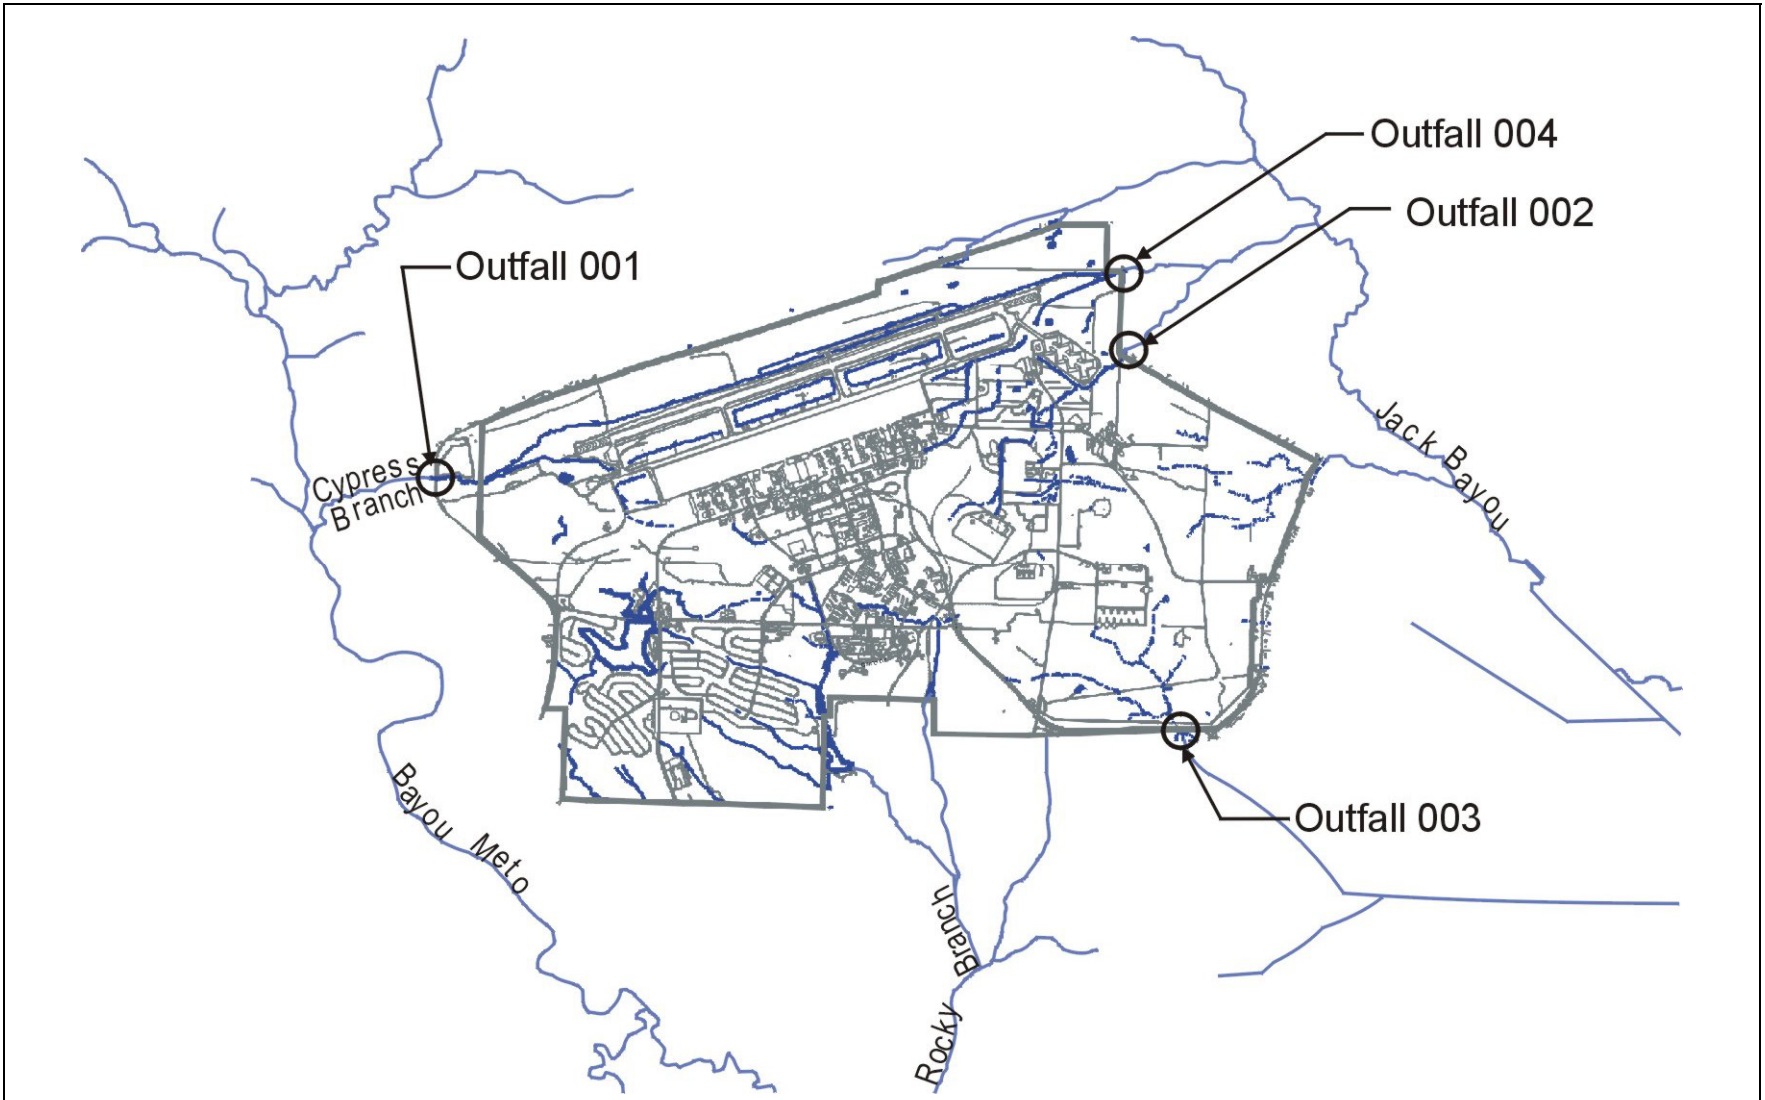 Outfall 004
Outfall 002
Outfall 001
Cypress
Branch
Jack Bayou
Bayou Meto
Outfall 003
Rocky Branch